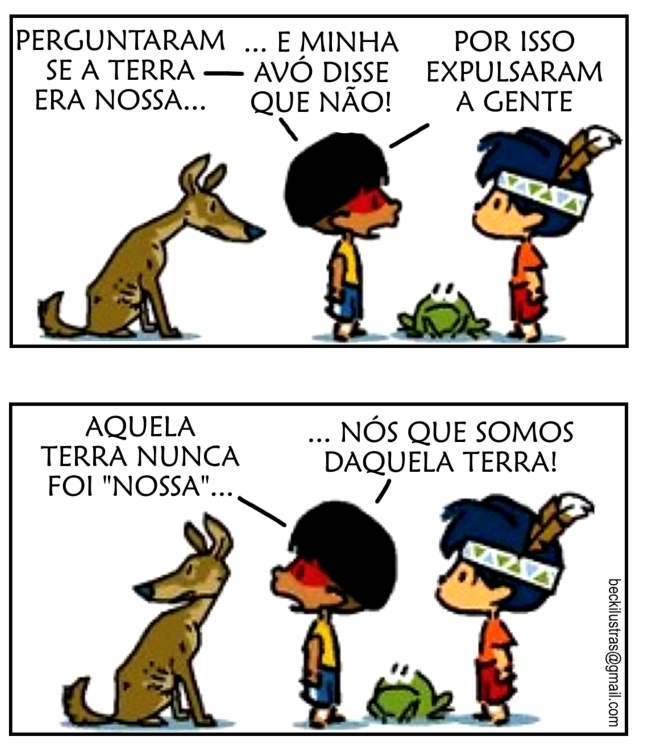 PERGUNTARAM
SE A TERRA
ERA NOSSA...
... E MINHA
AVÓ DISSE
QUE NÃO!
POR ISSO
EXPULSARAM
A GENTE
AQUELA
TERRA NUNCA
FOI "NOSSA"...
... NÓS QUE SOMOS
DAQUELA TERRA!
beckilustras@gmail.com